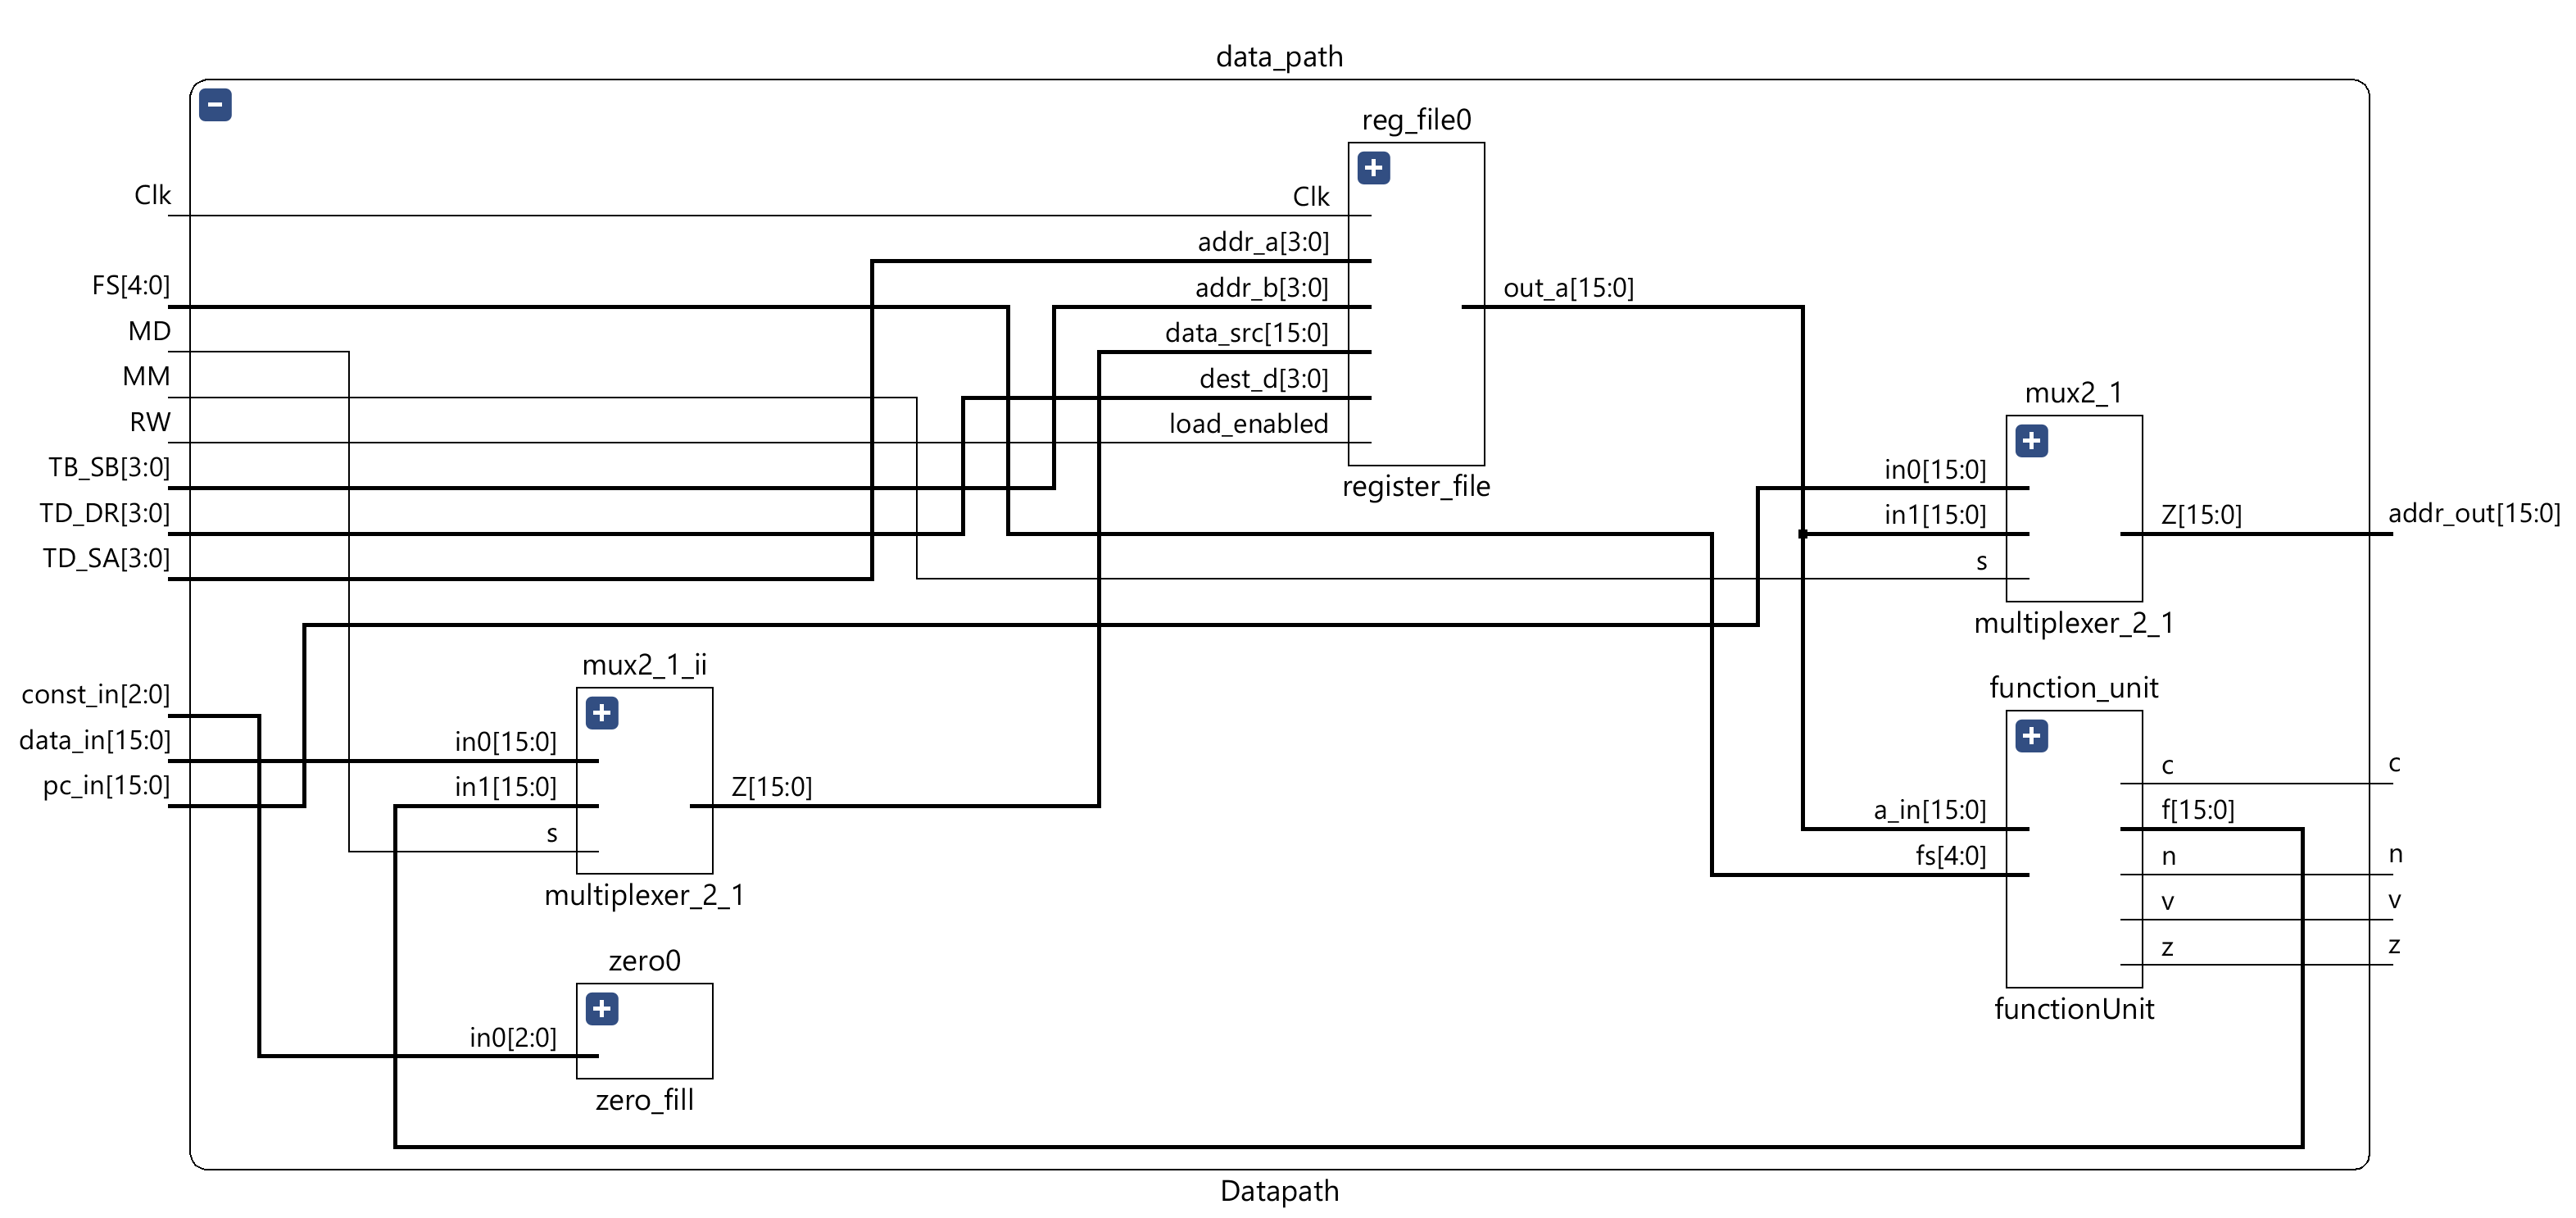 data_path
reg_file0
Clk
Clk
addr_a[3:0]
FS[4:0]
addr_b[3:0]
out_a[15:0]
MD
data_src[15:0]
MM
dest_d[3:0]
mux2_1
RW
load_enabled
TB_SB[3:0]
in0[15:0]
register_file
TD_DR[3:0]
in1[15:0]
Z[15:0]
addr_out[15:0]
TD_SA[3:0]
s
multiplexer_2_1
mux2_1_ii
const_in[2:0]
function_unit
data_in[15:0]
in0[15:0]
c
c
pc_in[15:0]
in1[15:0]
Z[15:0]
a_in[15:0]
f[15:0]
s
fs[4:0]
n
n
multiplexer_2_1
v
v
zero0
z
z
functionUnit
in0[2:0]
zero_fill
Datapath